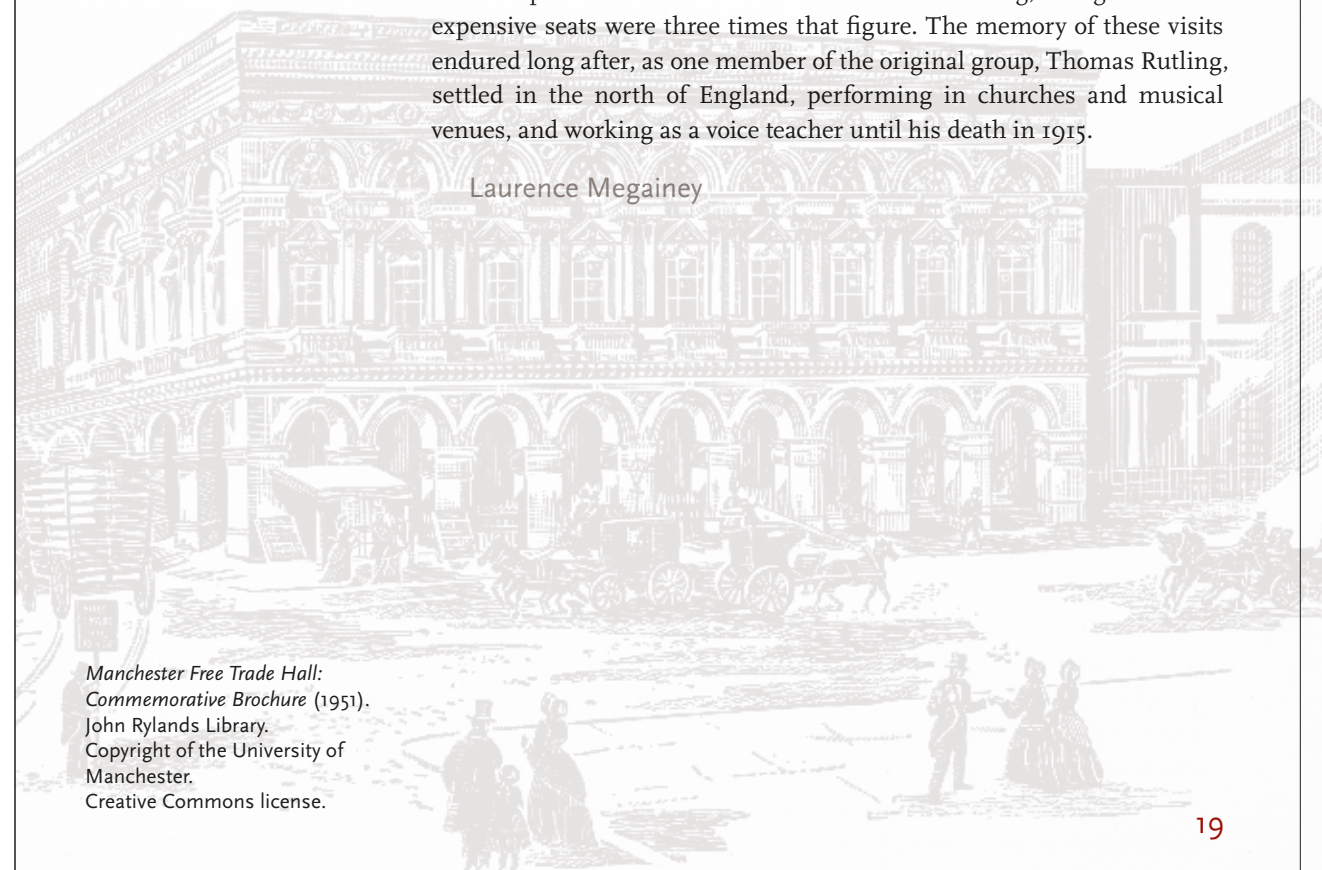 expensive seats were three times that figure. The memory of these visits
endured long after, as one member of the original group, Thomas Rutling,
settled in the north of England, performing in churches and musical
venues, and working as a voice teacher until his death in 1915.
Laurence Megainey
Manchester Free Trade Hall:
Commemorative Brochure (1951).
John Rylands Library.
Copyright of the University of
Manchester.
Creative Commons license.
19